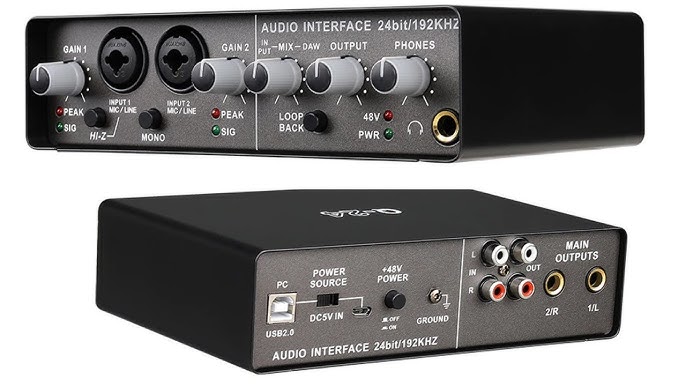 AUDIO INTERFACE 24bit/192KHZ
GAIN 1
GAIN 2
IN PUT
MIX
DAW
OUTPUT
PHONES
PEAK
SIG
HI-Z
INPUT 1
MIC/LINE
MONO
INPUT 2
MIC/LINE
PEAK
SIG
LOOP
BACK
48V
PWR
Q-24
PC
USB2.0
POWER
SOURCE
DC5V IN
+48V
POWER
OFF
ON
GROUND
L
IN
R
OUT
MAIN
OUTPUTS
2/R
1/L
AUDIO INTERFACE 24bit/192KHZ